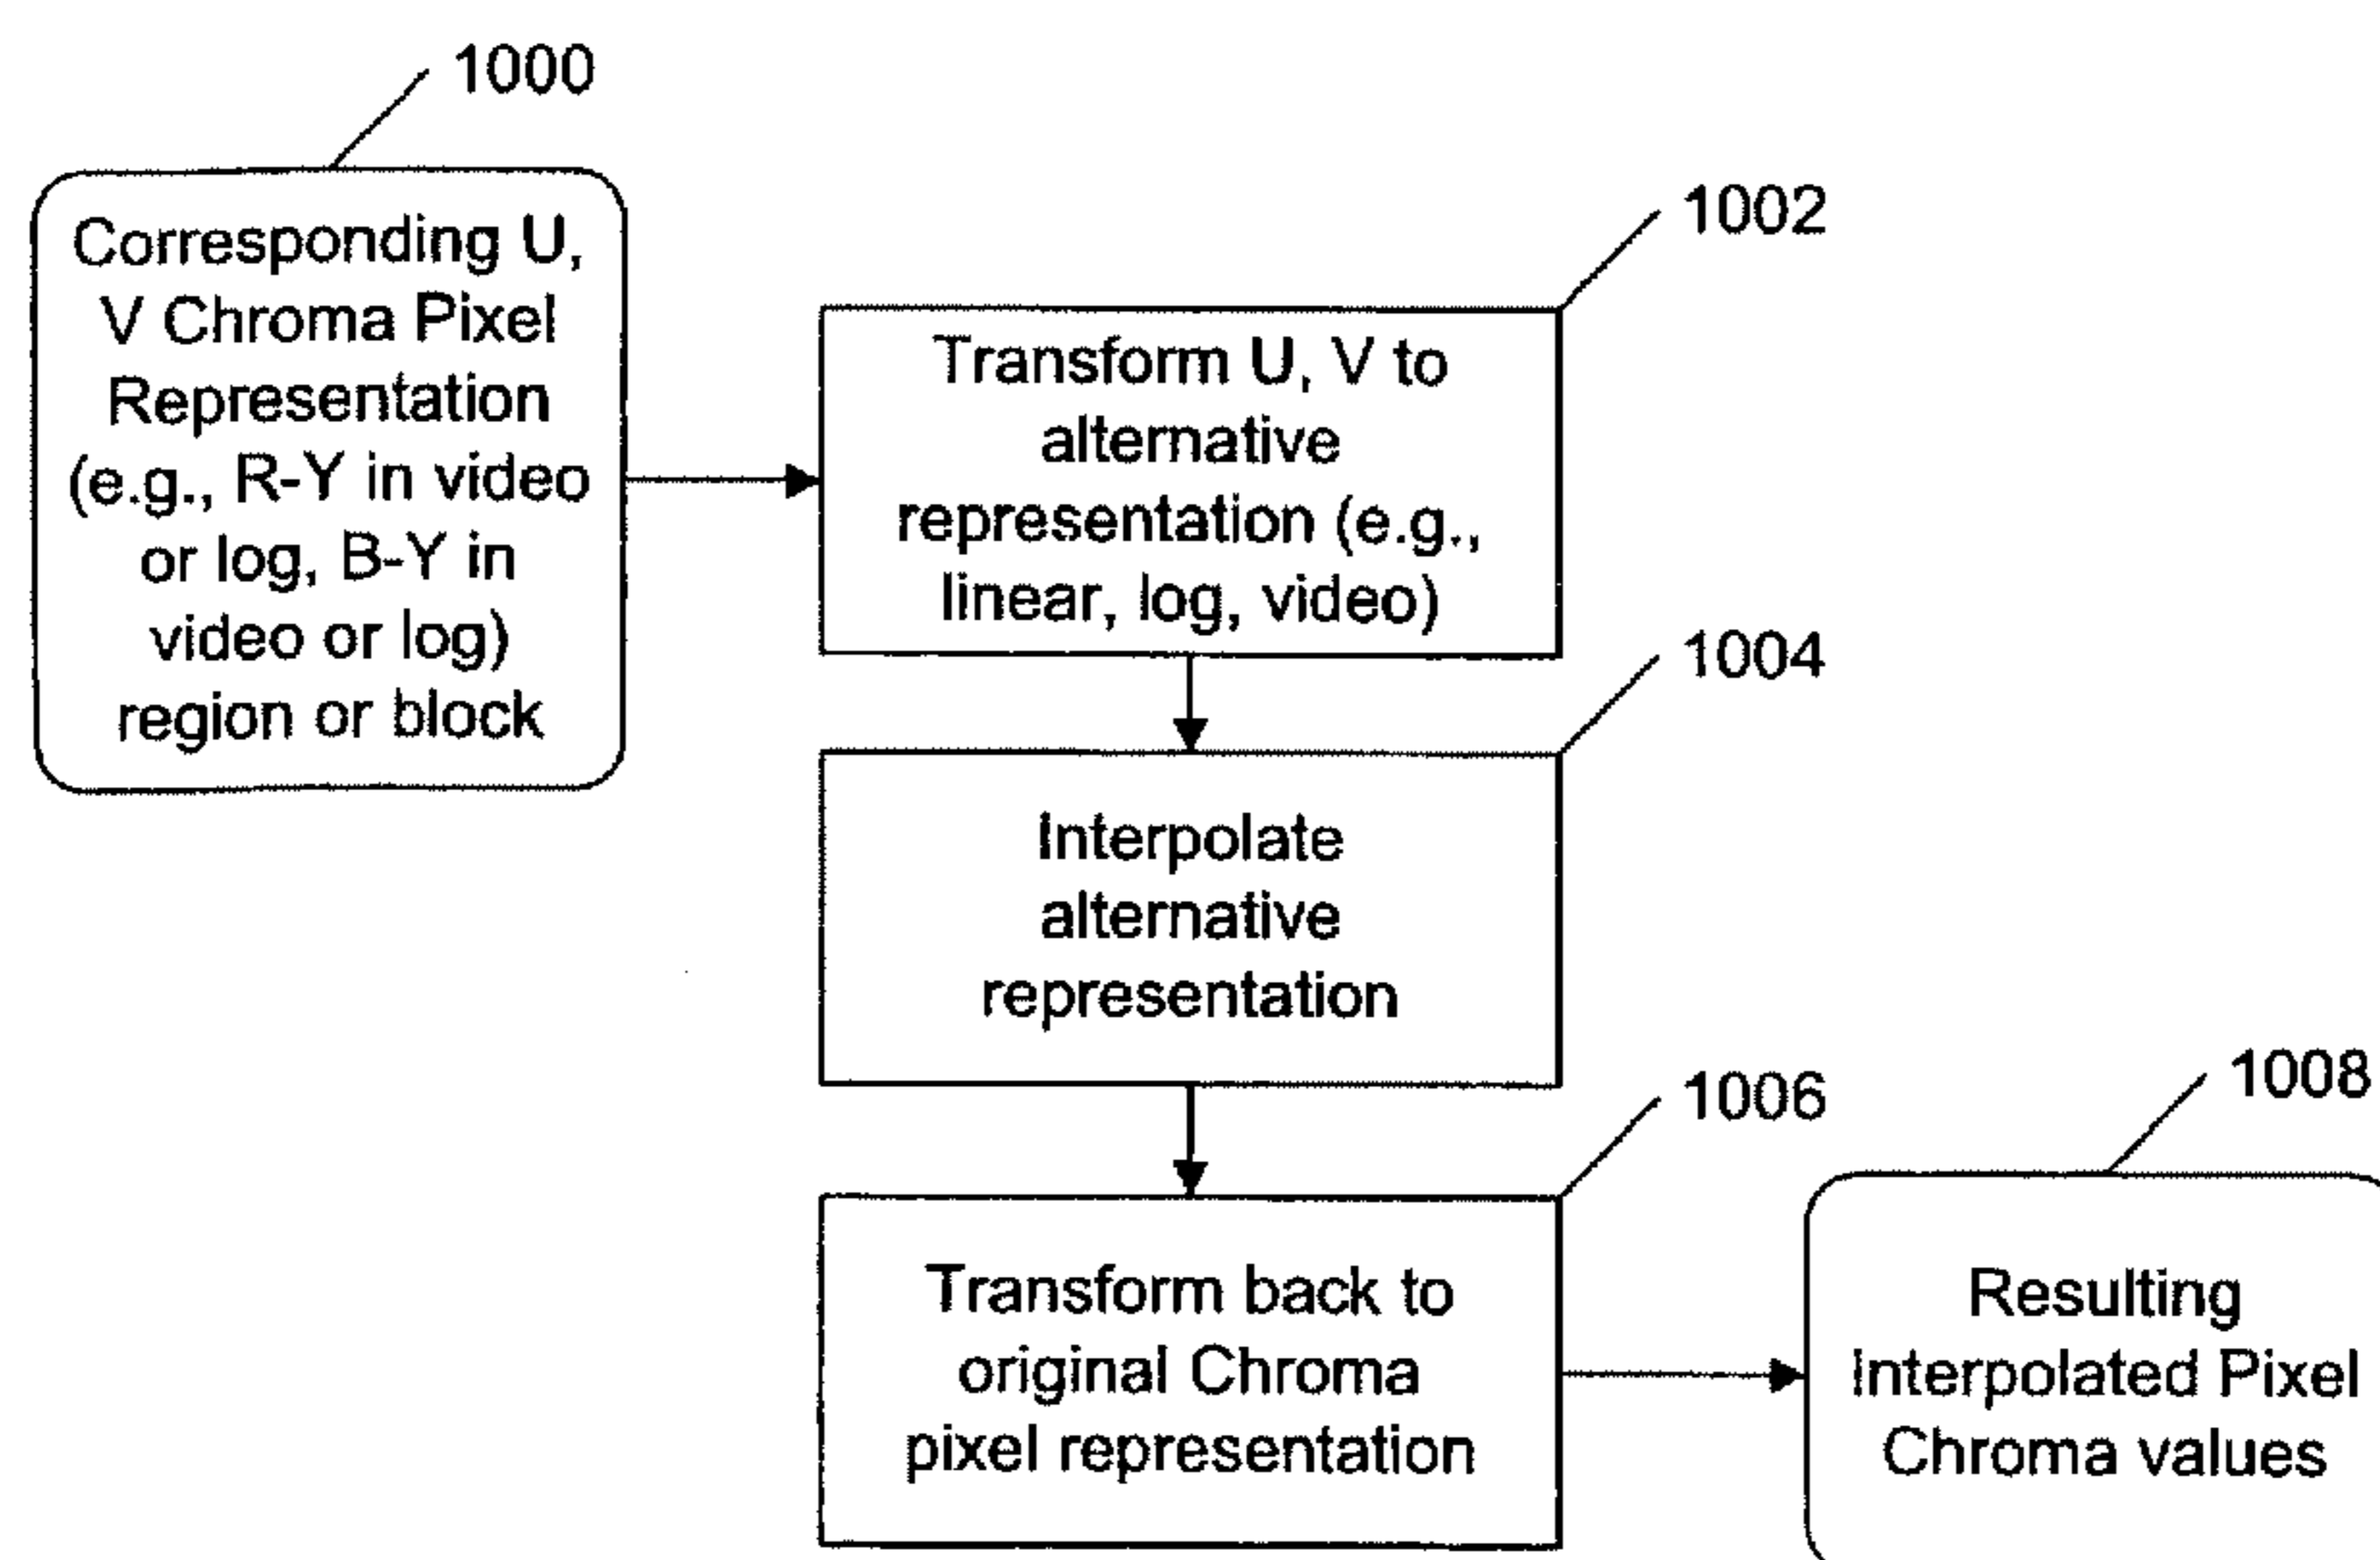 1000
Corresponding U,
V Chroma Pixel
Representation
(e.g., R-Y in video
or log, B-Y in
video or log)
region or block
1002
Transform U, V to
alternative
representation (e.g.,
linear, log, video)
1004
Interpolate
alternative
representation
1006
Transform back to
original Chroma
pixel representation
1008
Resulting
Interpolated Pixel
Chroma values